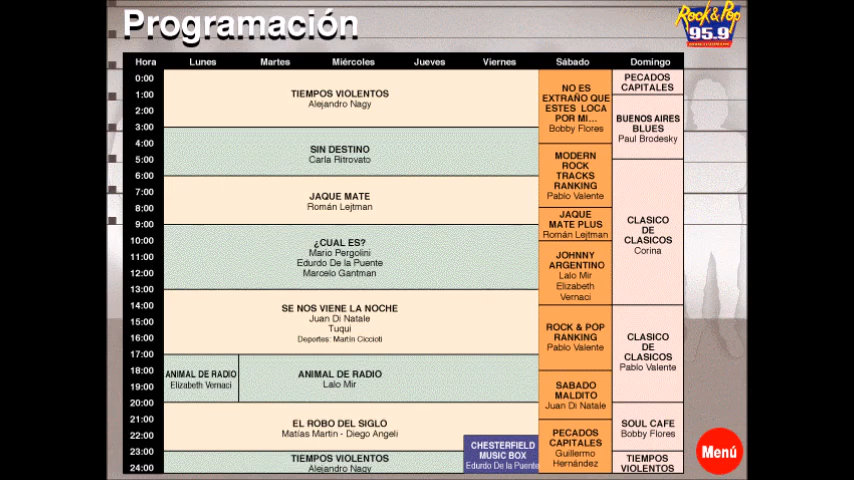 Programación
Rock & Pop
95.9
Hora Lunes Martes Miércoles Jueves Viernes Sábado Domingo
0:00
1:00
2:00
3:00
4:00
5:00
6:00
7:00
8:00
9:00
10:00
11:00
12:00
13:00
14:00
15:00
16:00
17:00
18:00
19:00
20:00
21:00
22:00
23:00
24:00
TIEMPOS VIOLENTOS
Alejandro Nagy
SIN DESTINO
Carla Ritrovato
JAQUE MATE
Román Lejtman
¿CUAL ES?
Mario Pergolini
Edurdo De la Puente
Marcelo Gantman
SE NOS VIENE LA NOCHE
Juan Di Natale
Tuqui
Deportes: Martín Ciccioti
ANIMAL DE RADIO
Elizabeth Vernaci
ANIMAL DE RADIO
Lalo Mir
EL ROBO DEL SIGLO
Matías Martin - Diego Angeli
TIEMPOS VIOLENTOS
Alejandro Nagy
CHESTERFIELD
MUSIC BOX
Edurdo De la Puente
NO ES
EXTRAÑO QUE
ESTES LOCA
POR MI...
Bobby Flores
MODERN
ROCK
TRACKS
RANKING
Pablo Valente
JAQUE
MATE PLUS
Román Lejtman
JOHNNY
ARGENTINO
Lalo Mir
Elizabeth
Vernaci
ROCK & POP
RANKING
Pablo Valente
SABADO
MALDITO
Juan Di Natale
PECADOS
CAPITALES
Guillermo
Hernández
PECADOS
CAPITALES
BUENOS AIRES
BLUES
Paul Brodesky
CLASICO
DE
CLASICOS
Corina
CLASICO
DE
CLASICOS
Pablo Valente
SOUL CAFE
Bobby Flores
TIEMPOS
VIOLENTOS
Menú